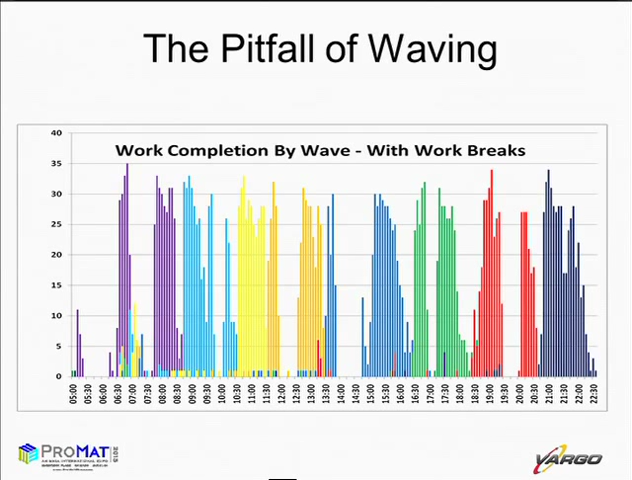 The Pitfall of Waving
Work Completion By Wave - With Work Breaks
40
35
30
25
20
15
10
5
0
05:00 05:30 06:00 06:30 07:00 07:30 08:00 08:30 09:00 09:30 10:00 10:30 11:00 11:30 12:00 12:30 13:00 13:30 14:00 14:30 15:00 15:30 16:00 16:30 17:00 17:30 18:00 18:30 19:00 19:30 20:00 20:30 21:00 21:30 22:00 22:30
PROMAT 2015
VARGO